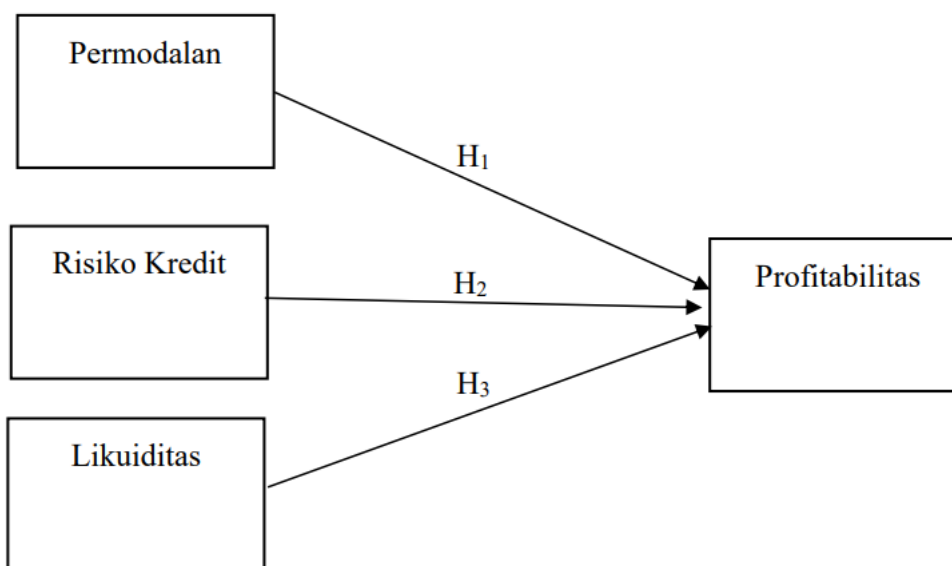 Permodalan
H₁
Risiko Kredit
H₂
Profitabilitas
H₃
Likuiditas